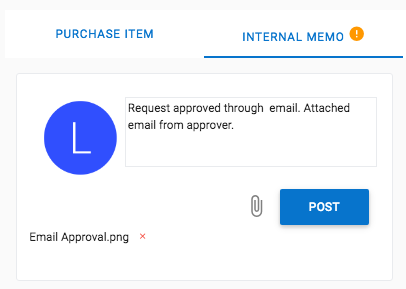 PURCHASE ITEM
INTERNAL MEMO !
L
Request approved through  email. Attached
email from approver.
POST
Email Approval.png ×